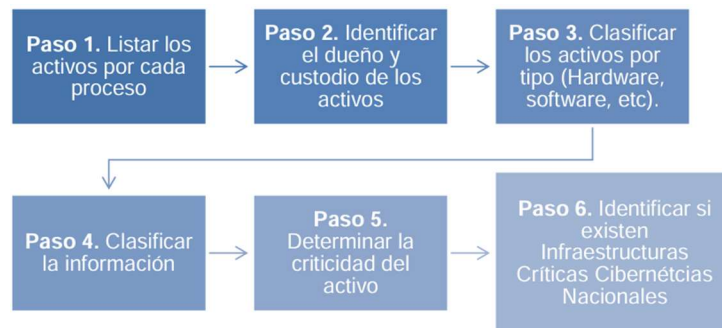 Paso 1. Listar los
activos por cada
proceso
Paso 2. Identificar
el dueño y
custodio de los
activos
Paso 3. Clasificar
los activos por
tipo (Hardware,
software, etc).
Paso 4. Clasificar
la información
Paso 5.
Determinar la
criticidad del
activo
Paso 6. Identificar si
existen
Infraestructuras
Críticas Cibernétcias
Nacionales